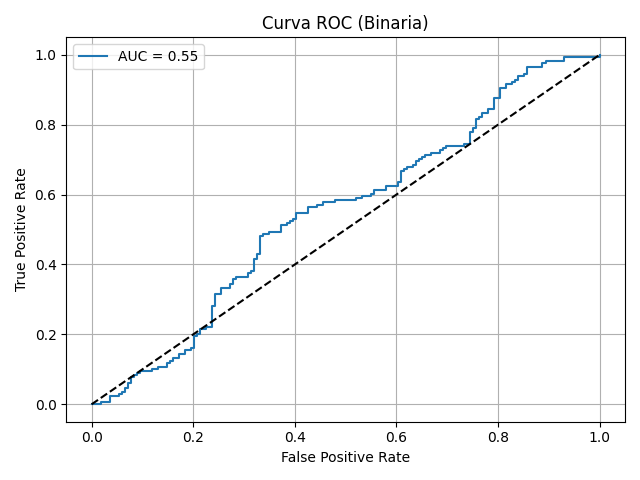 Curva ROC (Binaria)
AUC = 0.55
True Positive Rate
1.0
0.8
0.6
0.4
0.2
0.0
0.0 0.2 0.4 0.6 0.8 1.0
False Positive Rate